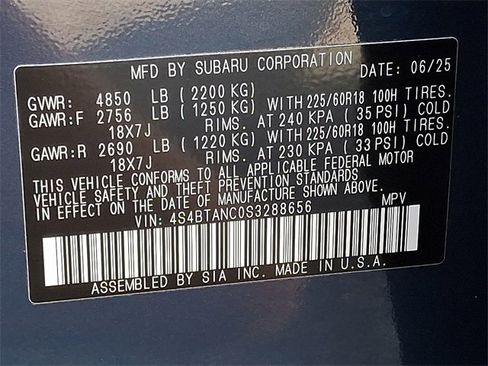 MFD BY SUBARU CORPORATION DATE: 06/25
GVWR: 4850 LB (2200 KG)
GAWR:F 2756 LB (1250 KG) WITH 225/60R18 100H TIRES.
18X7J RIMS. AT 240 KPA (35 PSI) COLD
GAWR:R 2690 LB (1220 KG) WITH 225/60R18 100H TIRES.
18X7J RIMS. AT 230 KPA (33 PSI) COLD
THIS VEHICLE CONFORMS TO ALL APPLICABLE FEDERAL MOTOR
VEHICLE SAFETY, BUMPER, AND THEFT PREVENTION STANDARDS IN
EFFECT ON THE DATE OF MANUFACTURE SHOWN ABOVE.
VIN: 4S4BTANC0S3288656 MPV
ASSEMBLED BY SIA INC. MADE IN U.S.A.